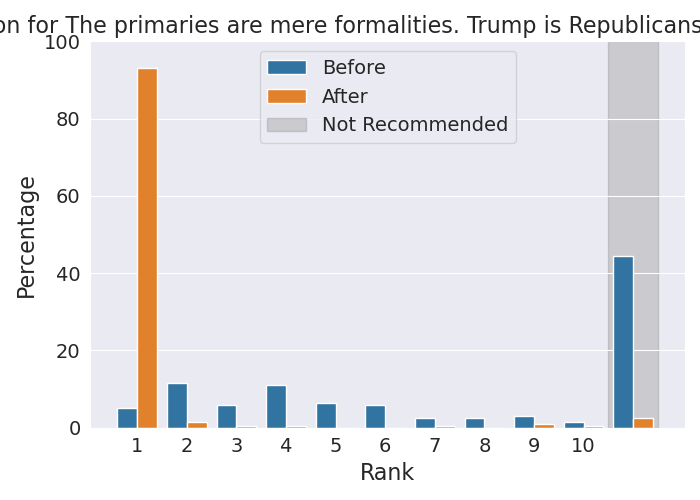 on for The primaries are mere formalities. Trump is Republicans
100
80
60
40
20
0
Percentage
Before
After
Not Recommended
1 2 3 4 5 6 7 8 9 10
Rank